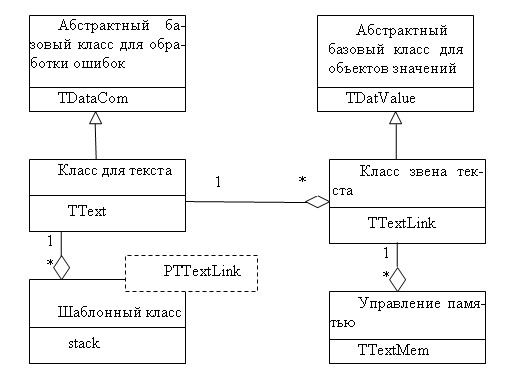 Абстрактный ба-
зовый класс для обра-
ботки ошибок
TDataCom
Абстрактный
базовый класс для
объектов значений
TDatValue
Класс для текста
TText
1
*
Класс звена тек-
ста
TTextLink
1
*
PTTextLink
Шаблонный класс
stack
1
*
Управление памя-
тью
TTextMem